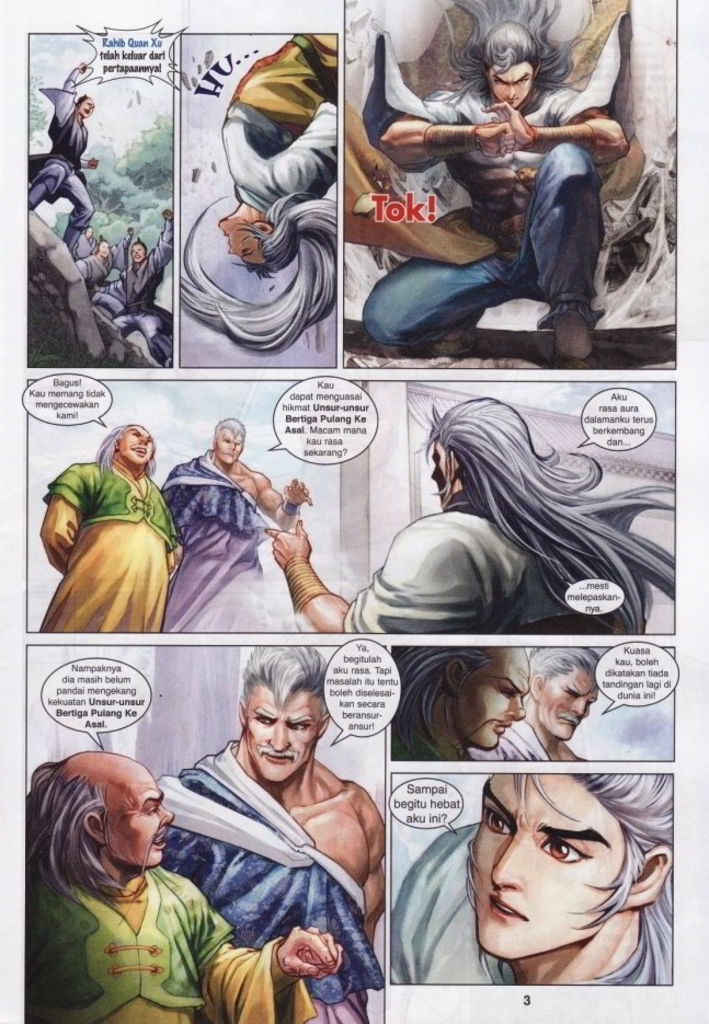 Rahib Quan Xu
telah keluar dari
pertapaannya!
HU...
Tok!
Bagus!
Kau memang tidak
mengecewakan
kami!
Kau
dapat menguasai
hikmat Unsur-unsur
Bertiga Pulang Ke
Asal. Macam mana
kau rasa
sekarang?
Aku
rasa aura
dalamanku terus
berkembang
dan...
...mesti
melepaskan-
nya.
Nampaknya
dia masih belum
pandai mengekang
kekuatan Unsur-unsur
Bertiga Pulang Ke
Asal.
Ya,
begitulah
aku rasa. Tapi
masalah itu tentu
boleh diselesai-
kan secara
beransur-
ansur!
Kuasa
kau, boleh
dikatakan tiada
tandingan lagi di
dunia ini!
Sampai
begitu hebat
aku ini?
3